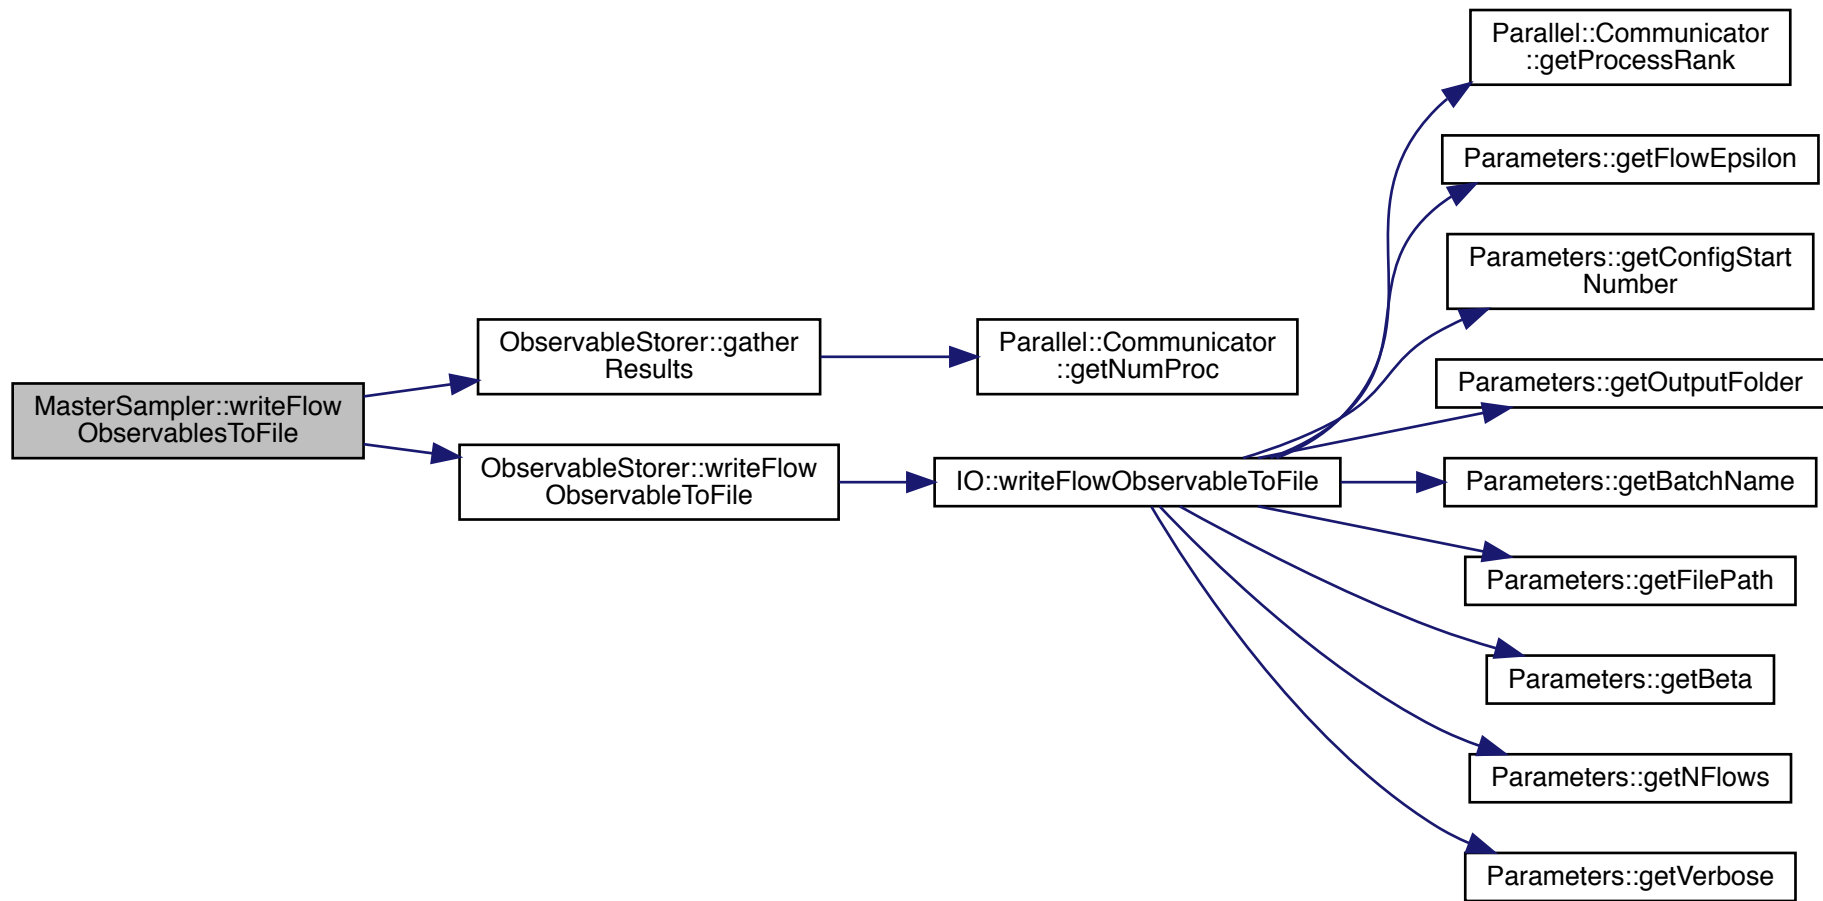 MasterSampler::writeFlow
ObservablesToFile
ObservableStorer::gather
Results
ObservableStorer::writeFlow
ObservableToFile
Parallel::Communicator
::getNumProc
IO::writeFlowObservableToFile
Parallel::Communicator
::getProcessRank
Parameters::getFlowEpsilon
Parameters::getConfigStart
Number
Parameters::getOutputFolder
Parameters::getBatchName
Parameters::getFilePath
Parameters::getBeta
Parameters::getNFlows
Parameters::getVerbose